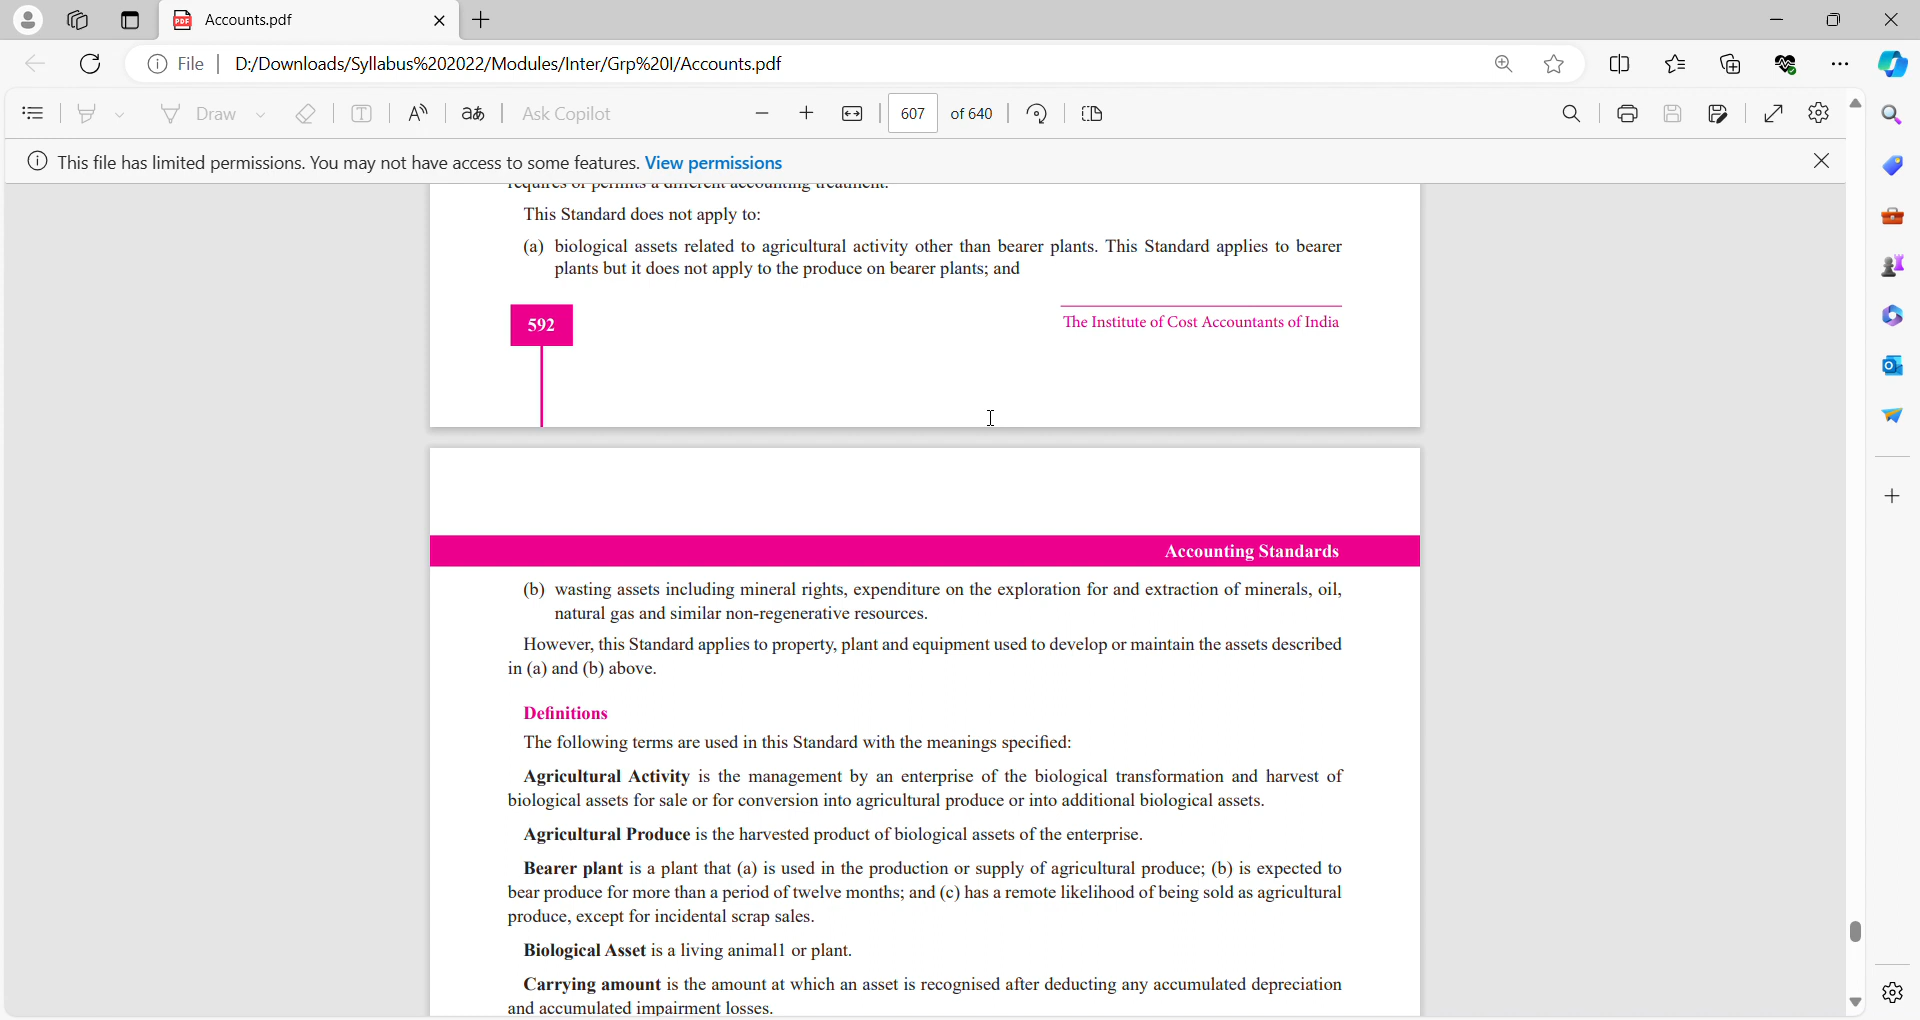 Accounts.pdf
File
D:/Downloads/Syllabus%202022/Modules/Inter/Grp%20I/Accounts.pdf
Draw
Ask Copilot
607 of 640
This file has limited permissions. You may not have access to some features. View permissions
requires or permits a different accounting treatment.
This Standard does not apply to:
(a) biological assets related to agricultural activity other than bearer plants. This Standard applies to bearer
plants but it does not apply to the produce on bearer plants; and
592
The Institute of Cost Accountants of India
Accounting Standards
(b) wasting assets including mineral rights, expenditure on the exploration for and extraction of minerals, oil,
natural gas and similar non-regenerative resources.
However, this Standard applies to property, plant and equipment used to develop or maintain the assets described
in (a) and (b) above.
Definitions
The following terms are used in this Standard with the meanings specified:
Agricultural Activity is the management by an enterprise of the biological transformation and harvest of
biological assets for sale or for conversion into agricultural produce or into additional biological assets.
Agricultural Produce is the harvested product of biological assets of the enterprise.
Bearer plant is a plant that (a) is used in the production or supply of agricultural produce; (b) is expected to
bear produce for more than a period of twelve months; and (c) has a remote likelihood of being sold as agricultural
produce, except for incidental scrap sales.
Biological Asset is a living animal1 or plant.
Carrying amount is the amount at which an asset is recognised after deducting any accumulated depreciation
and accumulated impairment losses.